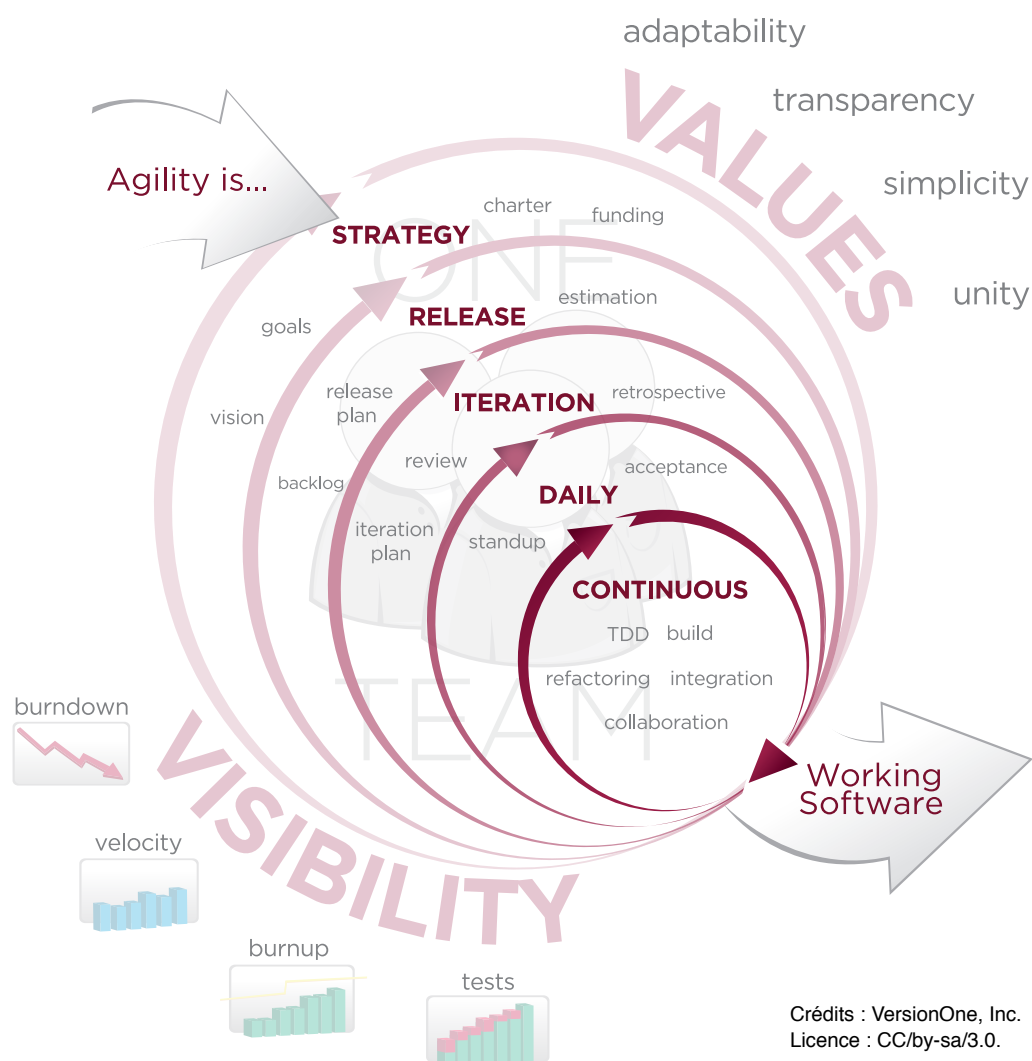 adaptability
VALUES
transparency
Agility is...
simplicity
charter
funding
STRATEGY
ONE
unity
estimation
goals
RELEASE
release
plan
retrospective
ITERATION
vision
review
acceptance
backlog
DAILY
iteration
plan
standup
CONTINUOUS
TDD
build
refactoring
integration
TEAM
collaboration
burndown
VISIBILITY
Working
Software
velocity
burnup
tests
Crédits : VersionOne, Inc.
Licence : CC/by-sa/3.0.